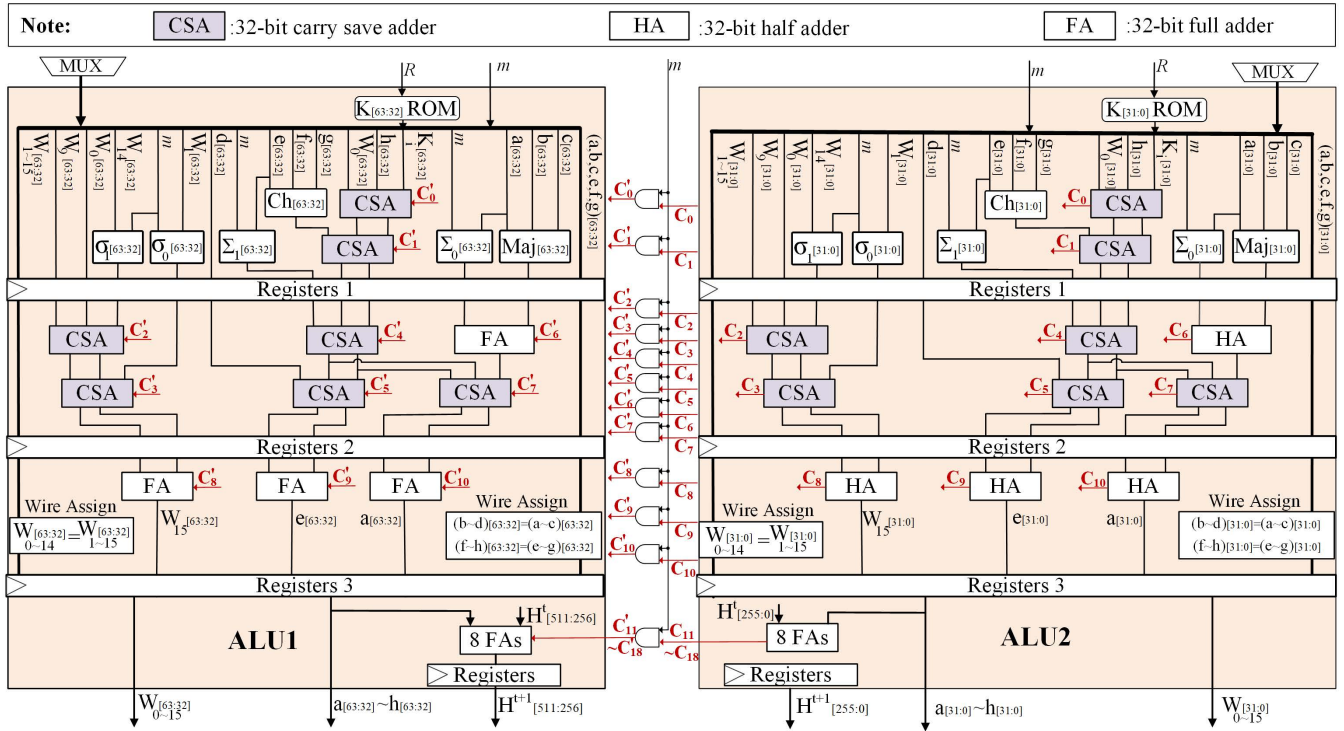 Note: CSA :32-bit carry save adder HA :32-bit half adder FA :32-bit full adder
MUX R m m m R MUX
K[63:32] ROM
K[31:0] ROM
W1~15[63:32] W9[63:32] W0[63:32] W14[63:32] m W1[63:32] d[63:32] m e[63:32] f[63:32] g[63:32] W0[63:32] h[63:32] Ki[63:32] m a[63:32] b[63:32] c[63:32] (a,b,c,e,f,g)[63:32]
W1~15[31:0] W9[31:0] W0[31:0] W14[31:0] m W1[31:0] d[31:0] m e[31:0] f[31:0] g[31:0] W0[31:0] h[31:0] Ki[31:0] m a[31:0] b[31:0] c[31:0] (a,b,c,e,f,g)[31:0]
Ch[63:32] CSA C'0 C'0 C0 Ch[31:0] C0 CSA
σ1[63:32] σ0[63:32] Σ1[63:32] CSA C'1 Σ0[63:32] Maj[63:32] C'1 C1 σ1[31:0] σ0[31:0] Σ1[31:0] C1 CSA Σ0[31:0] Maj[31:0]
Registers 1
Registers 1
C'2 C2
C'3 C3
C'4 C4
C'5 C5
C'6 C6
C'7 C7
CSA C'2 CSA C'4 FA C'6
C2 CSA C4 CSA C6 HA
CSA C'3 CSA C'5 CSA C'7
C3 CSA C5 CSA C7 CSA
Registers 2
Registers 2
C'8 C8
C'9 C9
C'10 C10
FA C'8 FA C'9 FA C'10
C8 HA C9 HA C10 HA
Wire Assign
W0~14[63:32]=W1~15[63:32]
W15[63:32] e[63:32] a[63:32]
Wire Assign
(b~d)[63:32]=(a~c)[63:32]
(f~h)[63:32]=(e~g)[63:32]
Wire Assign
W0~14[31:0]=W1~15[31:0]
W15[31:0] e[31:0] a[31:0]
Wire Assign
(b~d)[31:0]=(a~c)[31:0]
(f~h)[31:0]=(e~g)[31:0]
Registers 3
Registers 3
Ht[511:256]
Ht[255:0]
ALU1 8 FAs C'11 ~C'18 C11 ~C18 8 FAs ALU2
Registers
Registers
W0~15[63:32] a[63:32]~h[63:32] Ht+1[511:256]
Ht+1[255:0] a[31:0]~h[31:0] W0~15[31:0]